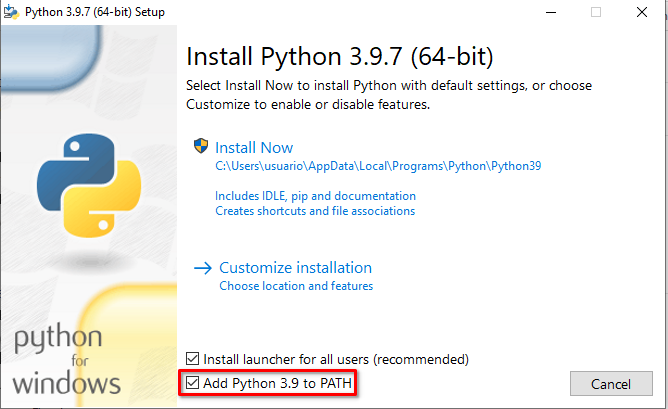 Python 3.9.7 (64-bit) Setup
Install Python 3.9.7 (64-bit)
Select Install Now to install Python with default settings, or choose
Customize to enable or disable features.
Install Now
C:\Users\usuario\AppData\Local\Programs\Python\Python39
Includes IDLE, pip and documentation
Creates shortcuts and file associations
Customize installation
Choose location and features
python
for
windows
Install launcher for all users (recommended)
Add Python 3.9 to PATH
Cancel